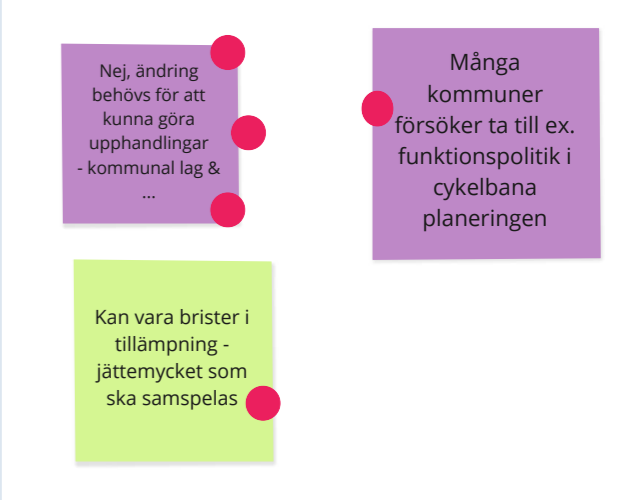 Nej, ändring
behövs för att
kunna göra
upphandlingar
- kommunal lag &
...
Många
kommuner
försöker ta till ex.
funktionspolitik i
cykelbana
planeringen
Kan vara brister i
tillämpning -
jättemycket som
ska samspelas